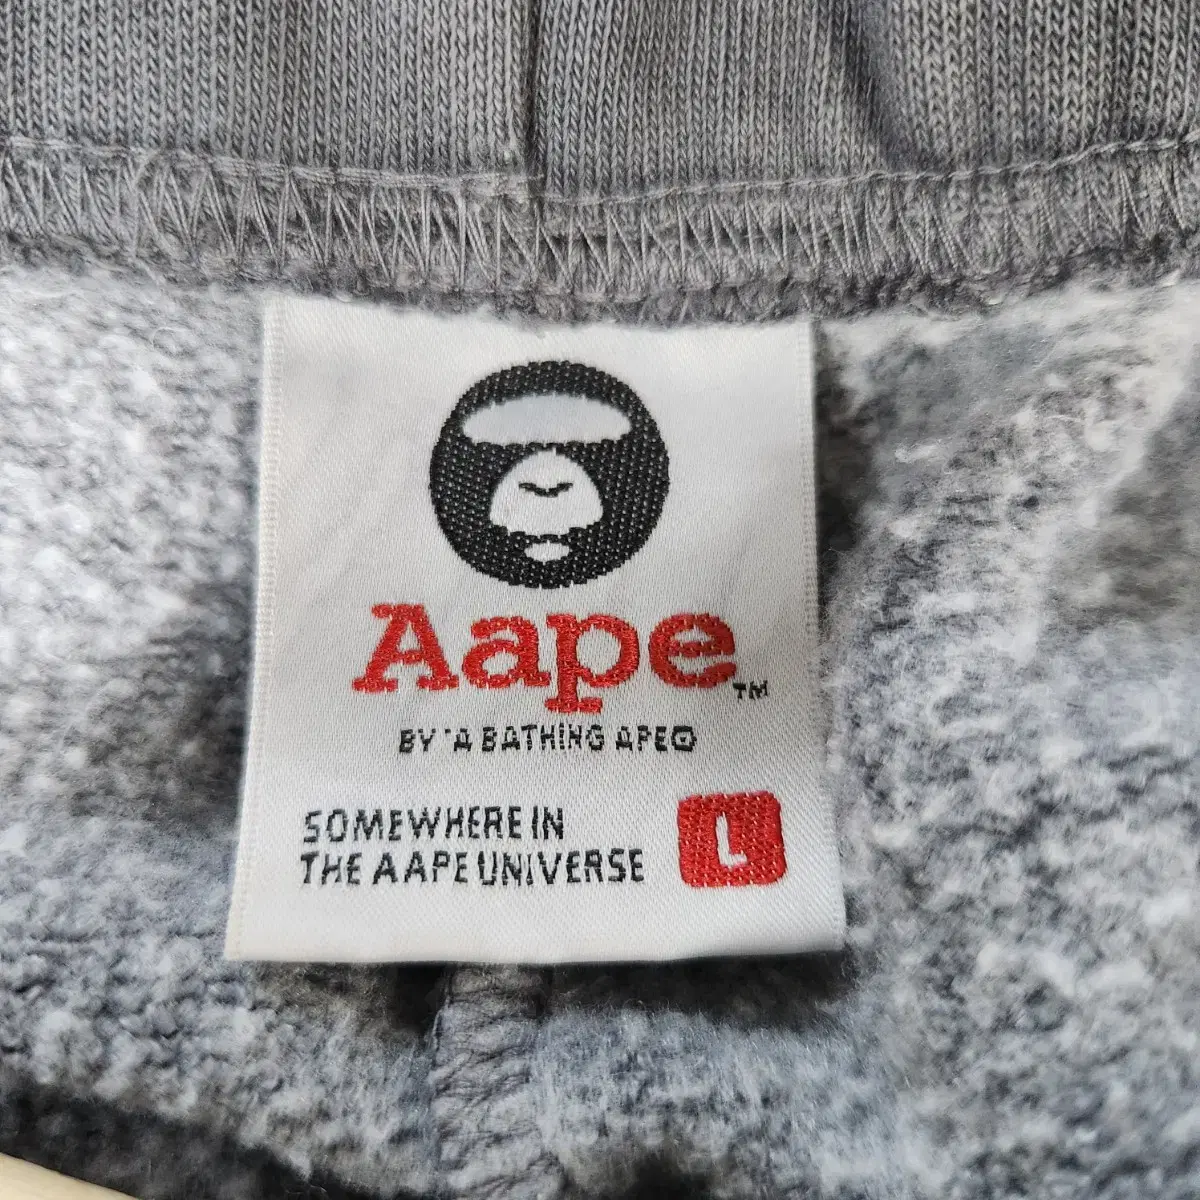 Aape™
BY *A BATHING APE®
SOMEWHERE IN
THE AAPE UNIVERSE
L